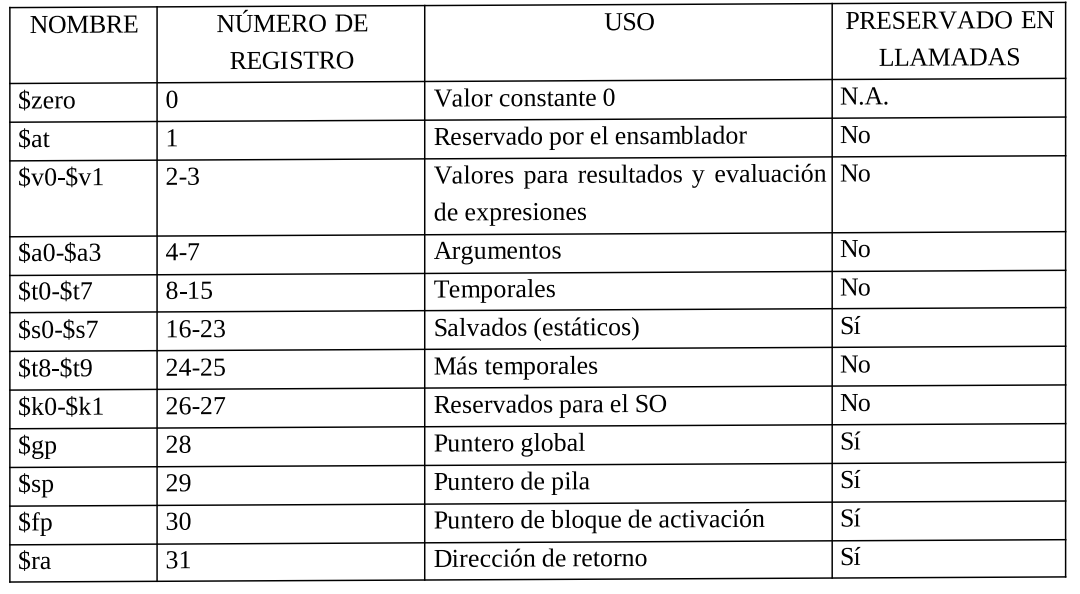 NOMBRE NÚMERO DE REGISTRO USO PRESERVADO EN LLAMADAS
$zero 0 Valor constante 0 N.A.
$at 1 Reservado por el ensamblador No
$v0-$v1 2-3 Valores para resultados y evaluación de expresiones No
$a0-$a3 4-7 Argumentos No
$t0-$t7 8-15 Temporales No
$s0-$s7 16-23 Salvados (estáticos) Sí
$t8-$t9 24-25 Más temporales No
$k0-$k1 26-27 Reservados para el SO No
$gp 28 Puntero global Sí
$sp 29 Puntero de pila Sí
$fp 30 Puntero de bloque de activación Sí
$ra 31 Dirección de retorno Sí